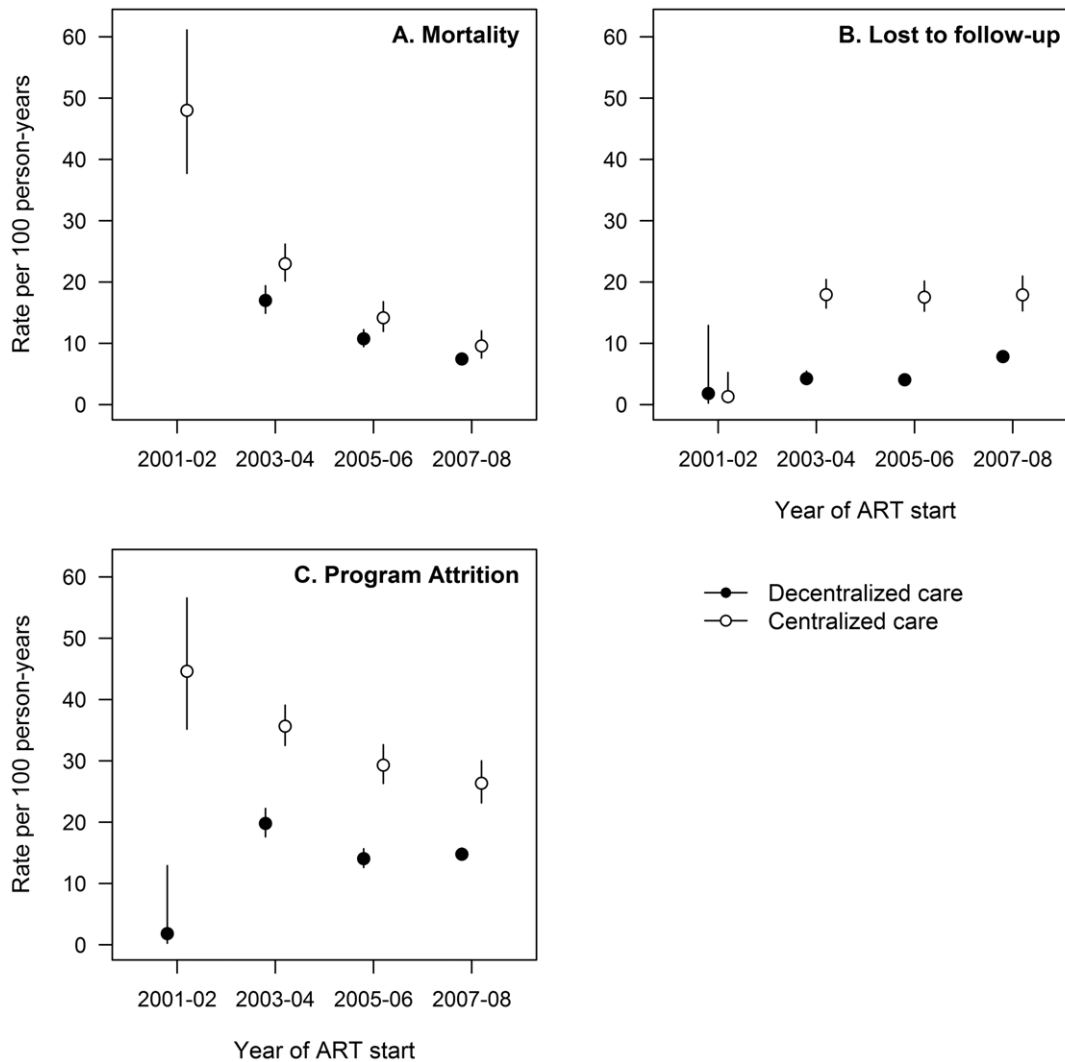 A. Mortality
Rate per 100 person-years
60
50
40
30
20
10
0
2001-02 2003-04 2005-06 2007-08
B. Lost to follow-up
60
50
40
30
20
10
0
2001-02 2003-04 2005-06 2007-08
Year of ART start
C. Program Attrition
Rate per 100 person-years
60
50
40
30
20
10
0
2001-02 2003-04 2005-06 2007-08
Year of ART start
Decentralized care
Centralized care